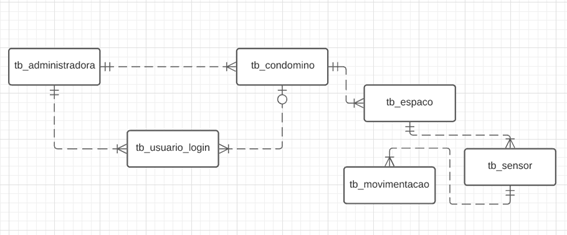 tb_administradora
tb_condomino
tb_espaco
tb_usuario_login
tb_sensor
tb_movimentacao